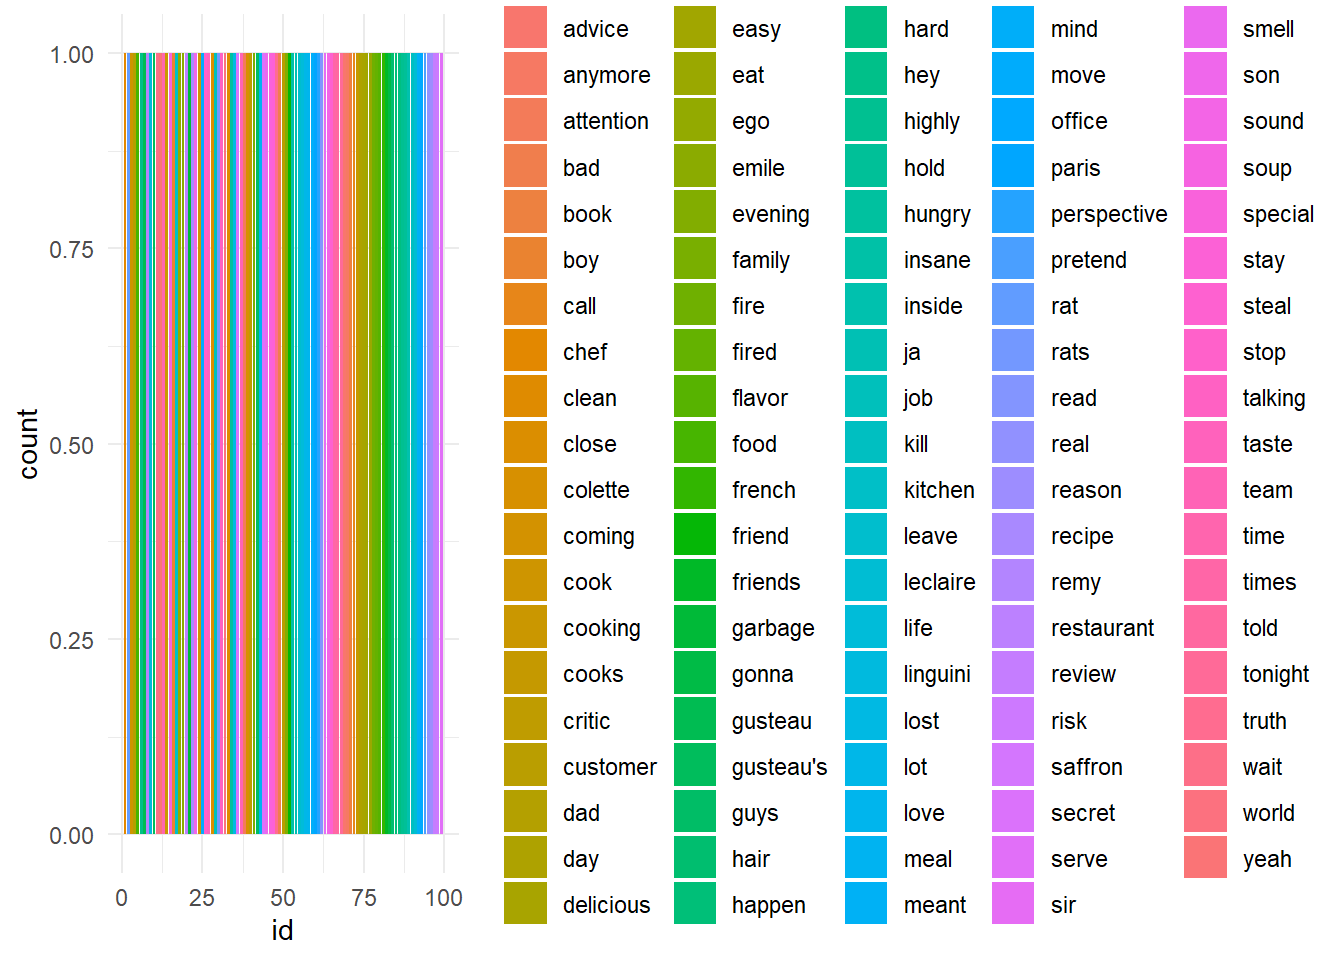 count
1.00
0.75
0.50
0.25
0.00
0 25 50 75 100
id
advice
anymore
attention
bad
book
boy
call
chef
clean
close
colette
coming
cook
cooking
cooks
critic
customer
dad
day
delicious
easy
eat
ego
emile
evening
family
fire
fired
flavor
food
french
friend
friends
garbage
gonna
gusteau
gusteau's
guys
hair
happen
hard
hey
highly
hold
hungry
insane
inside
ja
job
kill
kitchen
leave
leclaire
life
linguini
lost
lot
love
meal
meant
mind
move
office
paris
perspective
pretend
rat
rats
read
real
reason
recipe
remy
restaurant
review
risk
saffron
secret
serve
sir
smell
son
sound
soup
special
stay
steal
stop
talking
taste
team
time
times
told
tonight
truth
wait
world
yeah